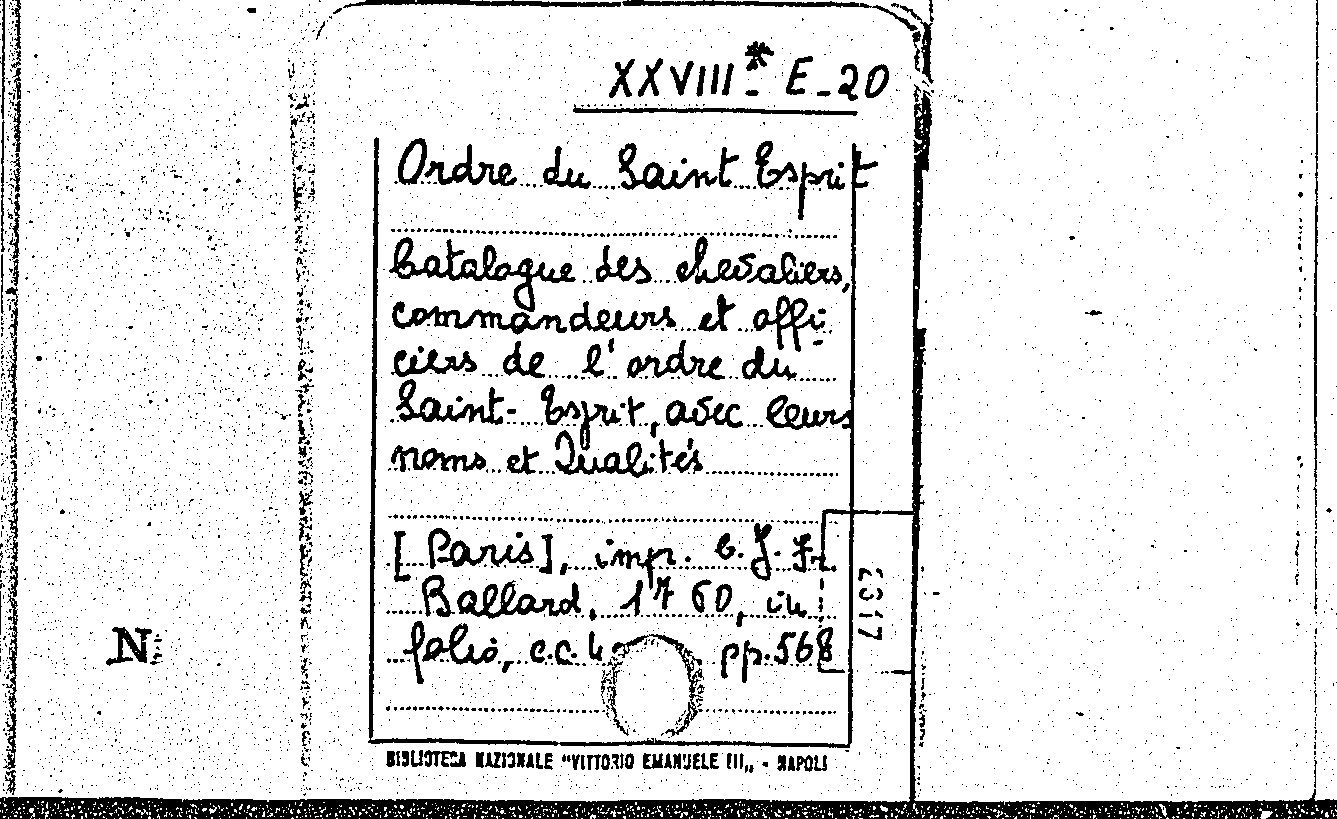 XXVIII* E-20
Ordre du Saint Esprit
Catalogue des chevaliers,
commandeurs et offi-
ciers de l'ordre du
Saint-Esprit, avec leurs
noms et Qualités
[Paris], impr. C. J. F.
Ballard, 1760, in
folio, c.c. pp. 568
BIBLIOTECA NAZIONALE "VITTORIO EMANUELE III„ - NAPOLI
N